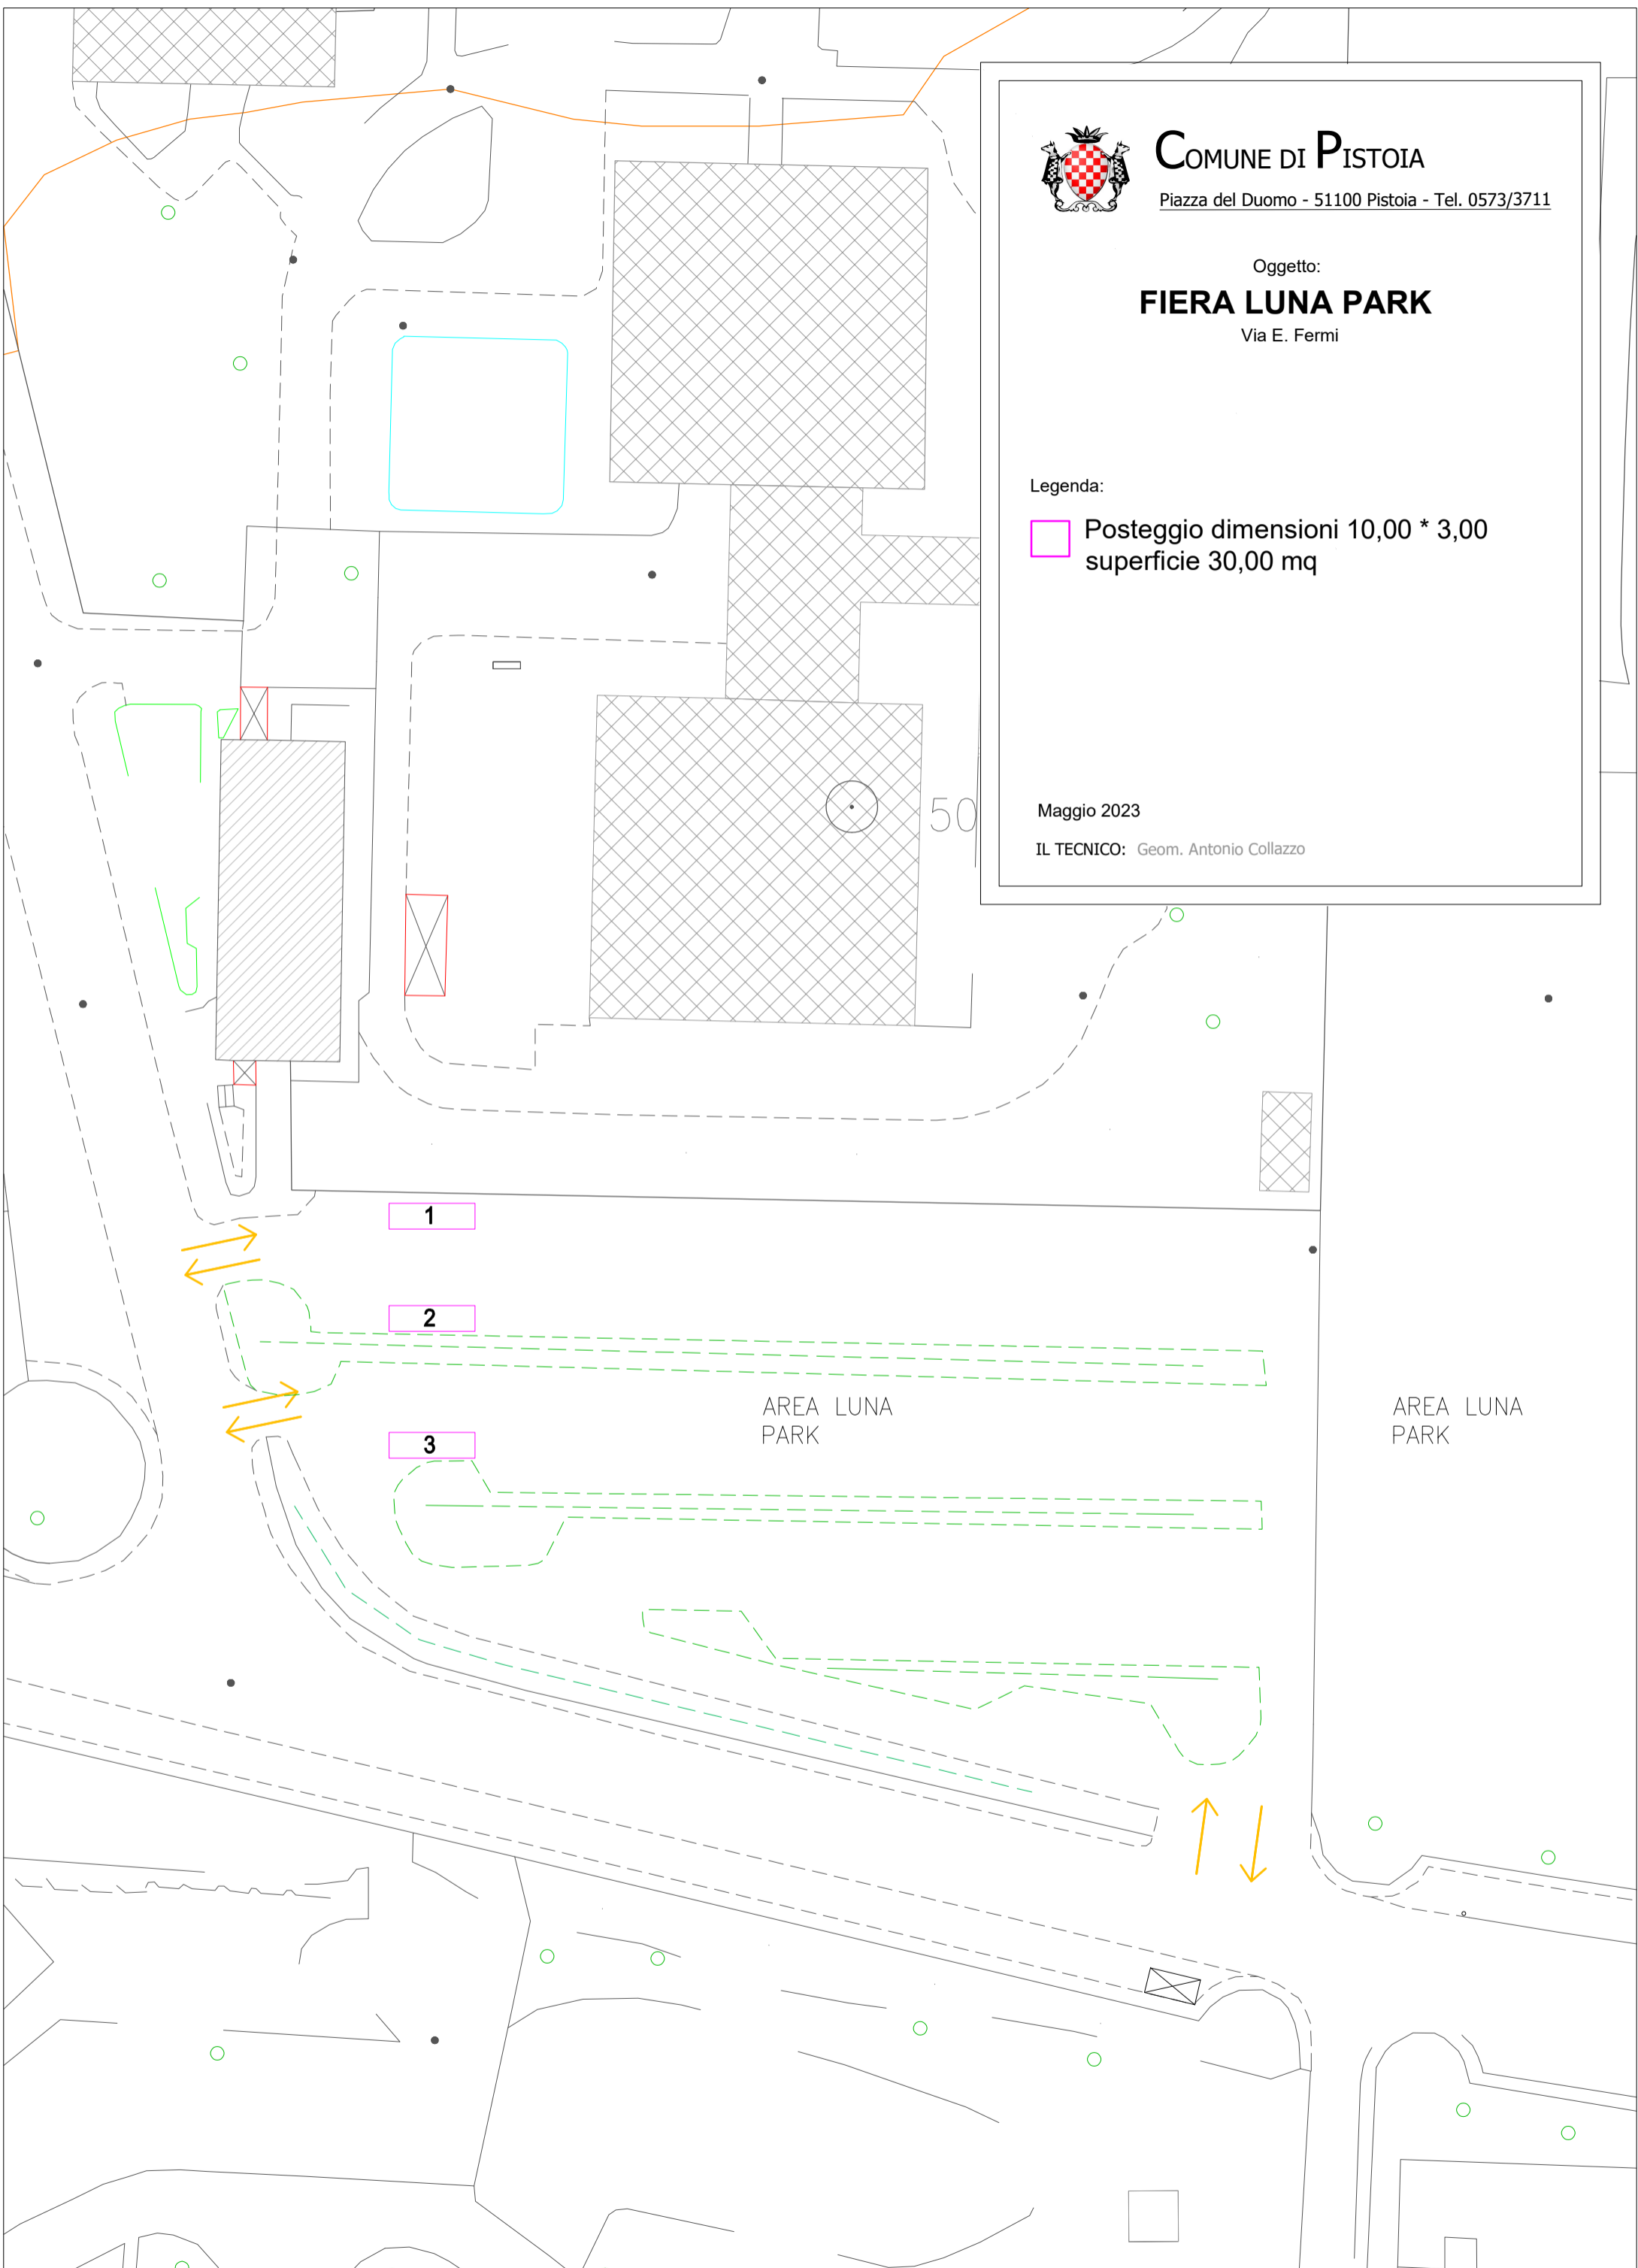 COMUNE DI PISTOIA
Piazza del Duomo - 51100 Pistoia - Tel. 0573/3711
Oggetto:
FIERA LUNA PARK
Via E. Fermi
Legenda:
Posteggio dimensioni 10,00 * 3,00
superficie 30,00 mq
Maggio 2023
IL TECNICO: Geom. Antonio Collazzo
50
1
2
3
AREA LUNA
PARK
AREA LUNA
PARK